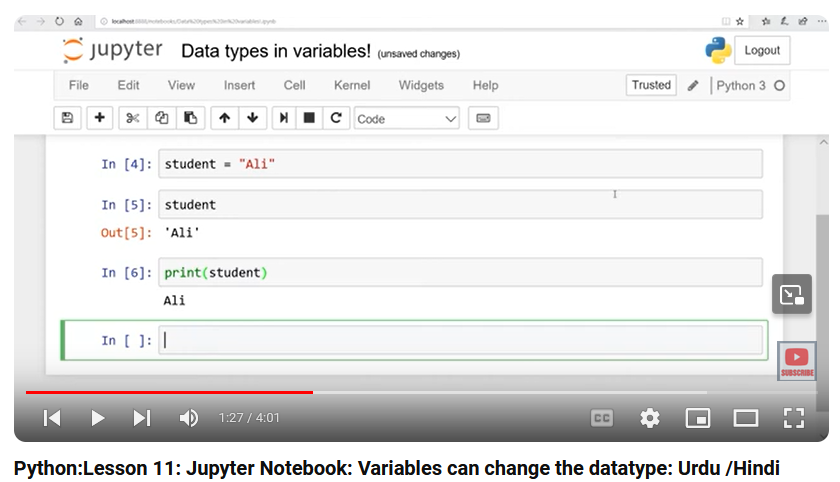 localhost:8888/notebooks/Data%20types%20in%20variables!.ipynb
jupyter Data types in variables! (unsaved changes) Logout
File Edit View Insert Cell Kernel Widgets Help Trusted Python 3
Code
In [4]: student = "Ali"
In [5]: student
Out[5]: 'Ali'
In [6]: print(student)
Ali
In [ ]:
SUBSCRIBE
1:27 / 4:01 CC
Python:Lesson 11: Jupyter Notebook: Variables can change the datatype: Urdu /Hindi